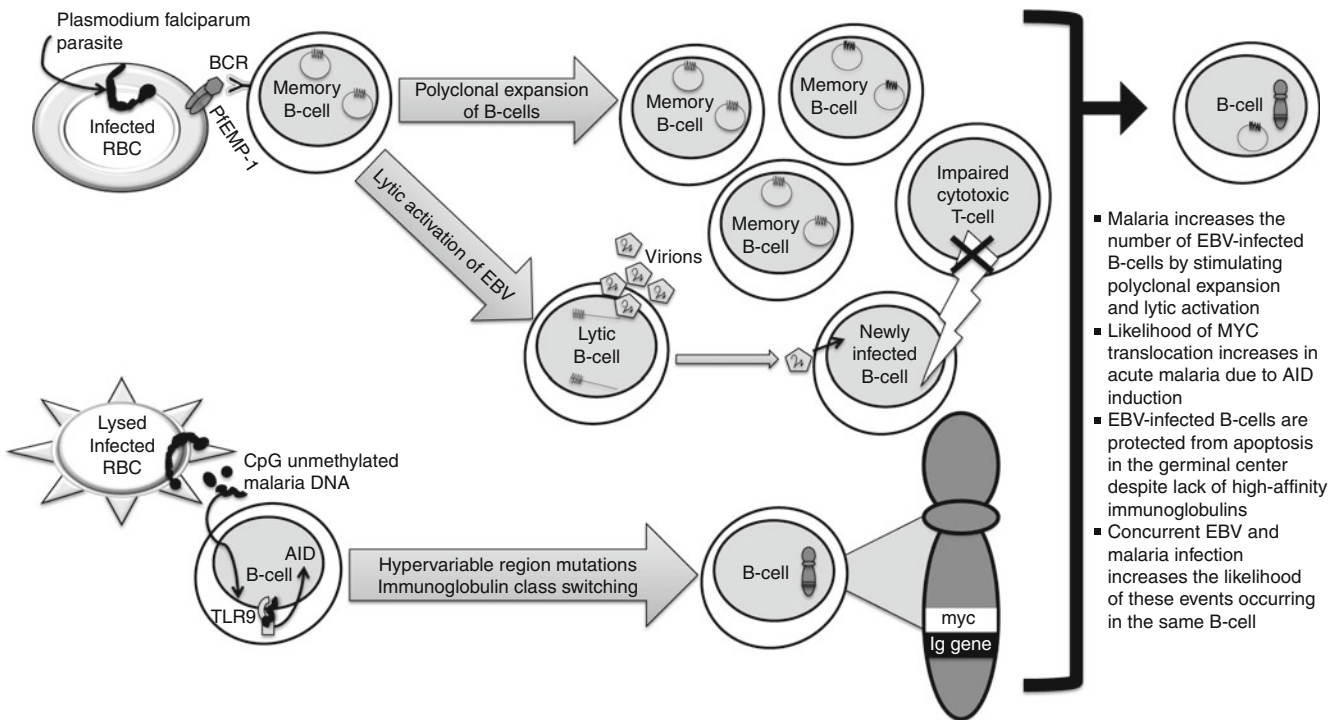 Plasmodium falciparum
parasite
BCR
Infected
RBC
PfEMP-1
Memory
B-cell
Polyclonal expansion
of B-cells
Memory
B-cell
Memory
B-cell
Memory
B-cell
Lytic activation of EBV
Virions
Lytic
B-cell
Newly
infected
B-cell
Impaired
cytotoxic
T-cell
Lysed
Infected
RBC
CpG unmethylated
malaria DNA
AID
B-cell
TLR9
Hypervariable region mutations
Immunoglobulin class switching
B-cell
myc
Ig gene
B-cell
▪ Malaria increases the
number of EBV-infected
B-cells by stimulating
polyclonal expansion
and lytic activation
▪ Likelihood of MYC
translocation increases in
acute malaria due to AID
induction
▪ EBV-infected B-cells are
protected from apoptosis
in the germinal center
despite lack of high-affinity
immunoglobulins
▪ Concurrent EBV and
malaria infection
increases the likelihood
of these events occurring
in the same B-cell